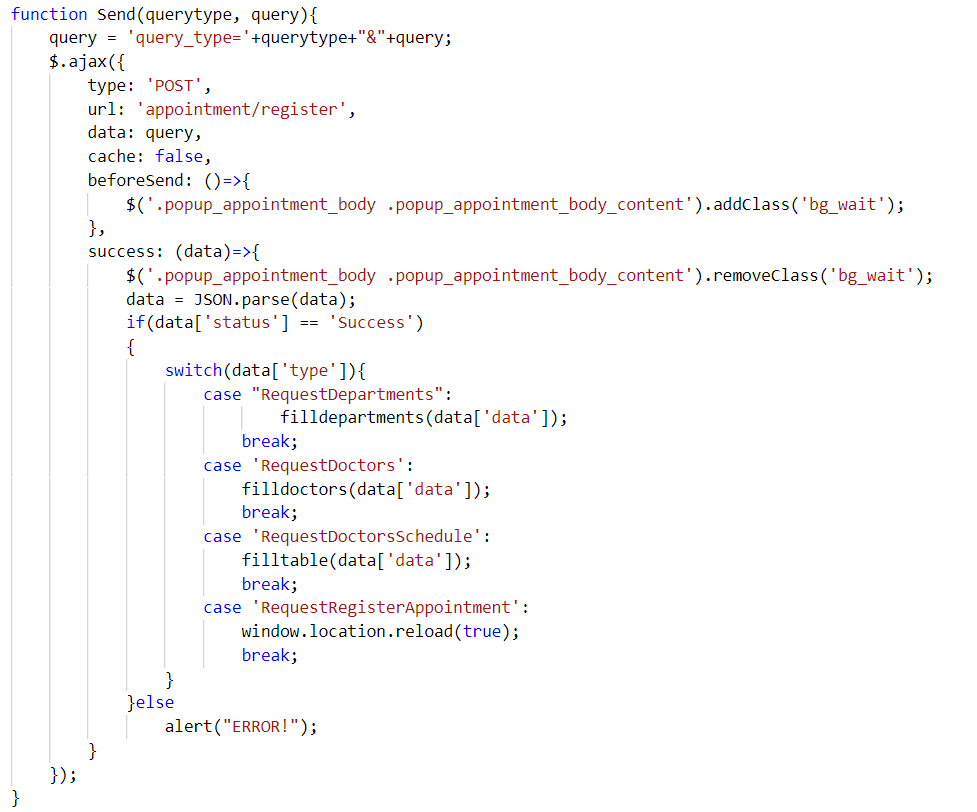 function Send(querytype, query){
    query = 'query_type='+querytype+"&"+query;
    $.ajax({
        type: 'POST',
        url: 'appointment/register',
        data: query,
        cache: false,
        beforeSend: ()=>{
            $('.popup_appointment_body .popup_appointment_body_content').addClass('bg_wait');
        },
        success: (data)=>{
            $('.popup_appointment_body .popup_appointment_body_content').removeClass('bg_wait');
            data = JSON.parse(data);
            if(data['status'] == 'Success')
            {
                switch(data['type']){
                    case "RequestDepartments":
                            filldepartments(data['data']);
                        break;
                    case 'RequestDoctors':
                        filldoctors(data['data']);
                        break;
                    case 'RequestDoctorsSchedule':
                        filltable(data['data']);
                        break;
                    case 'RequestRegisterAppointment':
                        window.location.reload(true);
                        break;
                }
            }else
                alert("ERROR!");
        }
    });
}